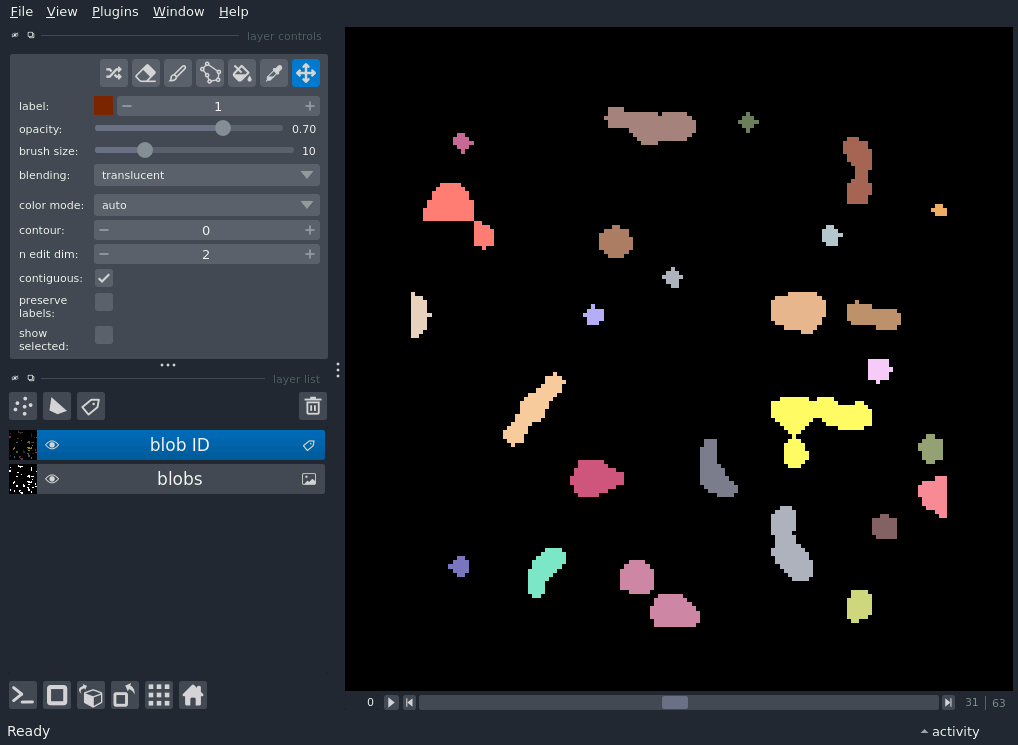 File View Plugins Window Help
layer controls
label: 1
opacity: 0.70
brush size: 10
blending: translucent
color mode: auto
contour: 0
n edit dim: 2
contiguous:
preserve
labels:
show
selected:
layer list
blob ID
blobs
0 31 | 63
Ready activity